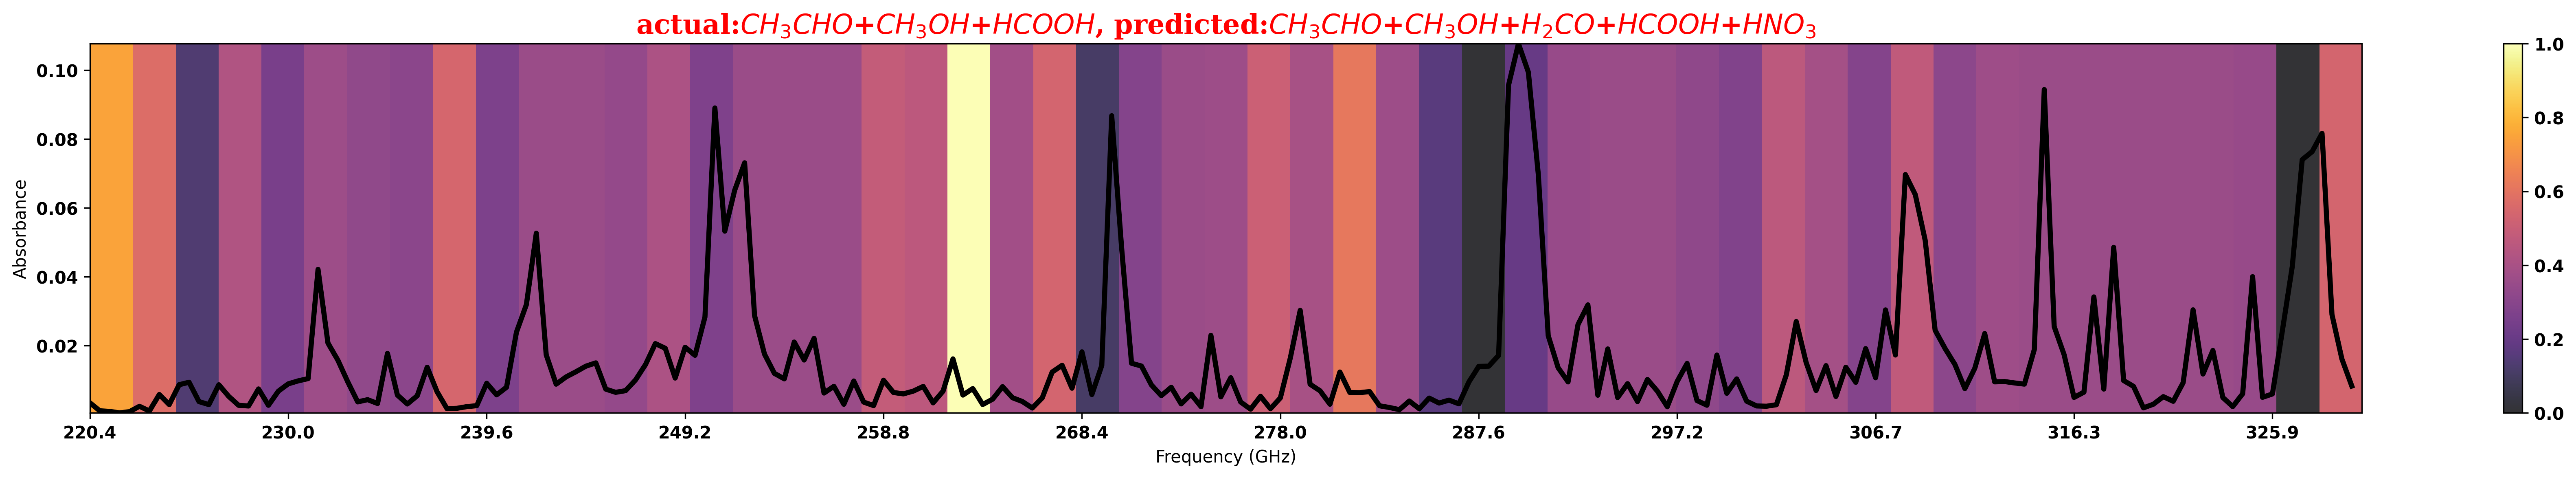 actual:CH₃CHO+CH₃OH+HCOOH, predicted:CH₃CHO+CH₃OH+H₂CO+HCOOH+HNO₃
0.10
0.08
0.06
0.04
0.02
Absorbance
220.4 230.0 239.6 249.2 258.8 268.4 278.0 287.6 297.2 306.7 316.3 325.9
Frequency (GHz)
1.0
0.8
0.6
0.4
0.2
0.0